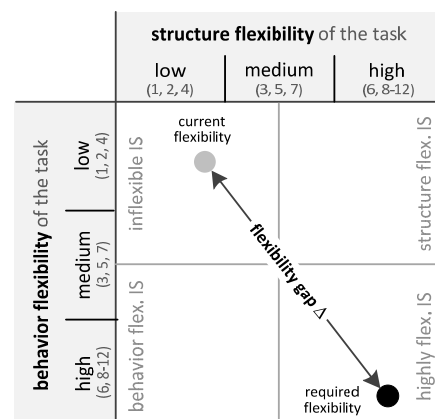 structure flexibility of the task
low medium high
(1, 2, 4) (3, 5, 7) (6, 8-12)
behavior flexibility of the task
low
(1, 2, 4)
medium
(3, 5, 7)
high
(6, 8-12)
inflexible IS
current
flexibility
structure flex. IS
flexibility gap Δ
behavior flex. IS
required
flexibility
highly flex. IS